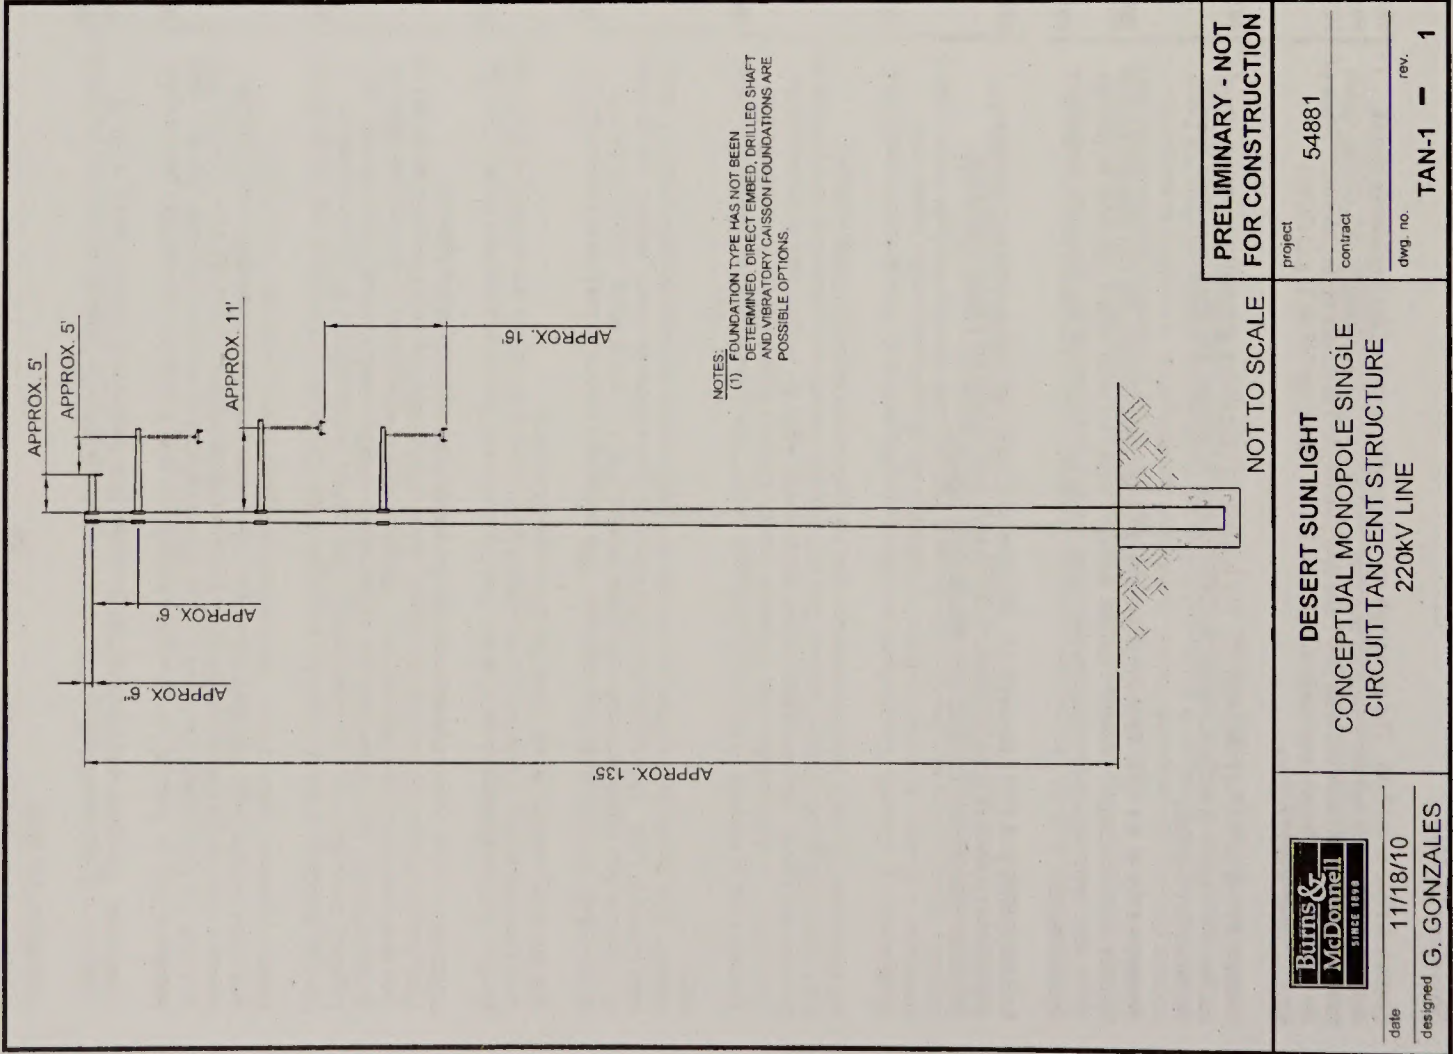 APPROX. 5'
APPROX. 5'
APPROX. 11'
APPROX. 16'
APPROX. 6'
APPROX. 6"
APPROX. 135'
NOTES:
(1) FOUNDATION TYPE HAS NOT BEEN
DETERMINED. DIRECT EMBED, DRILLED SHAFT
AND VIBRATORY CAISSON FOUNDATIONS ARE
POSSIBLE OPTIONS.
NOT TO SCALE
PRELIMINARY - NOT
FOR CONSTRUCTION
Burns &
McDonnell
SINCE 1898
date 11/18/10
designed G. GONZALES
DESERT SUNLIGHT
CONCEPTUAL MONOPOLE SINGLE
CIRCUIT TANGENT STRUCTURE
220kV LINE
project
54881
contract
dwg. no. rev.
TAN-1 - 1